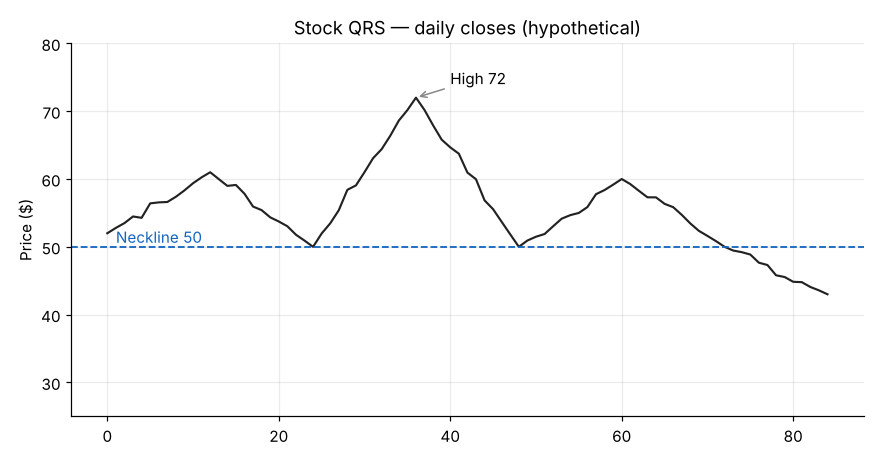 Stock QRS — daily closes (hypothetical)
80
High 72
70
60
Price ($)
Neckline 50
50
40
30
0 20 40 60 80